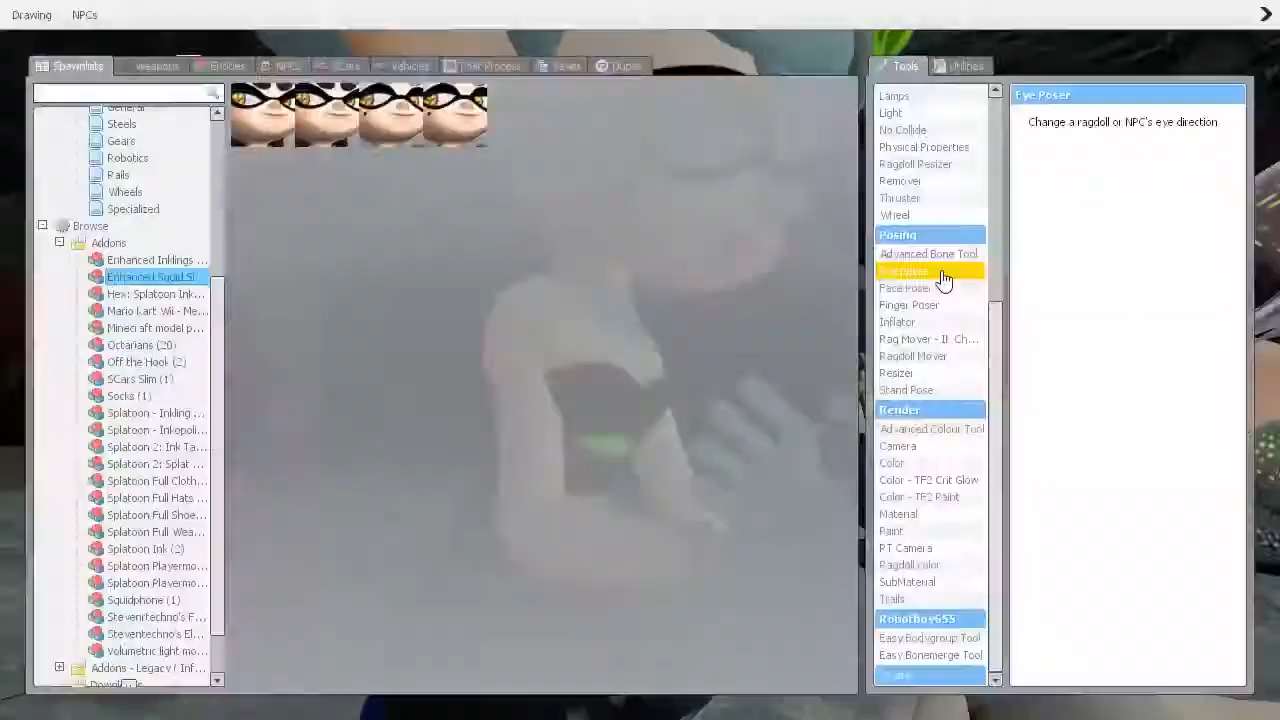 Drawing NPCs
Spawnlists Weapons Entities NPCs SCars Vehicles Post Process Saves Dupes
Tools Utilities
General
Steels
Gears
Robotics
Rails
Wheels
Specialized
Browse
Addons
Enhanced Inklings ...
Enhanced Squid Si...
Hex: Splatoon Ink...
Mario Kart Wii - Me...
Minecraft model p...
Octarians (20)
Off the Hook (2)
SCars Slim (1)
Socks (1)
Splatoon - Inkling ...
Splatoon - Inkopoli...
Splatoon 2: Ink Ta...
Splatoon 2: Splat ...
Splatoon Full Cloth...
Splatoon Full Hats ...
Splatoon Full Shoe...
Splatoon Full Wea...
Splatoon Ink (2)
Splatoon Playermo...
Splatoon Playermo...
Squidphone (1)
Steventechno's F...
Steventechno's El...
volumetric light mo...
Addons - Legacy ( Inf...
Lamps
Light
No Collide
Physical Properties
Ragdoll Resizer
Remover
Thruster
Wheel
Posing
Advanced Bone Tool
Eye Poser
Face Poser
Finger Poser
Inflator
Rag Mover - IK Ch...
Ragdoll Mover
Resizer
Stand Pose
Render
Advanced Colour Tool
Camera
Color
Color - TF2 Crit Glow
Color - TF2 Paint
Material
Paint
PT Camera
Ragdoll color
SubMaterial
Trails
Robotboy655
Easy Bodygroup Tool
Easy Bonemerge Tool
Eye Poser
Change a ragdoll or NPC's eye direction